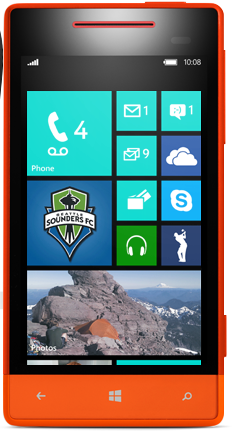 10:08
4
1
1
Phone
9
SEATTLE
SOUNDERS FC
Photos